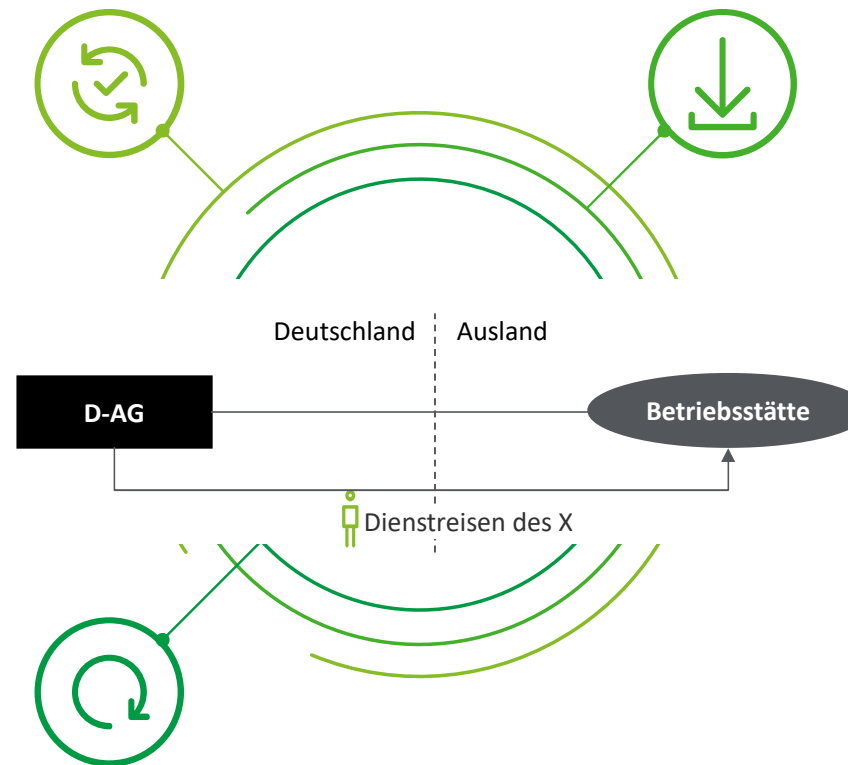 Deutschland
Ausland
D-AG
Betriebsstätte
Dienstreisen des X